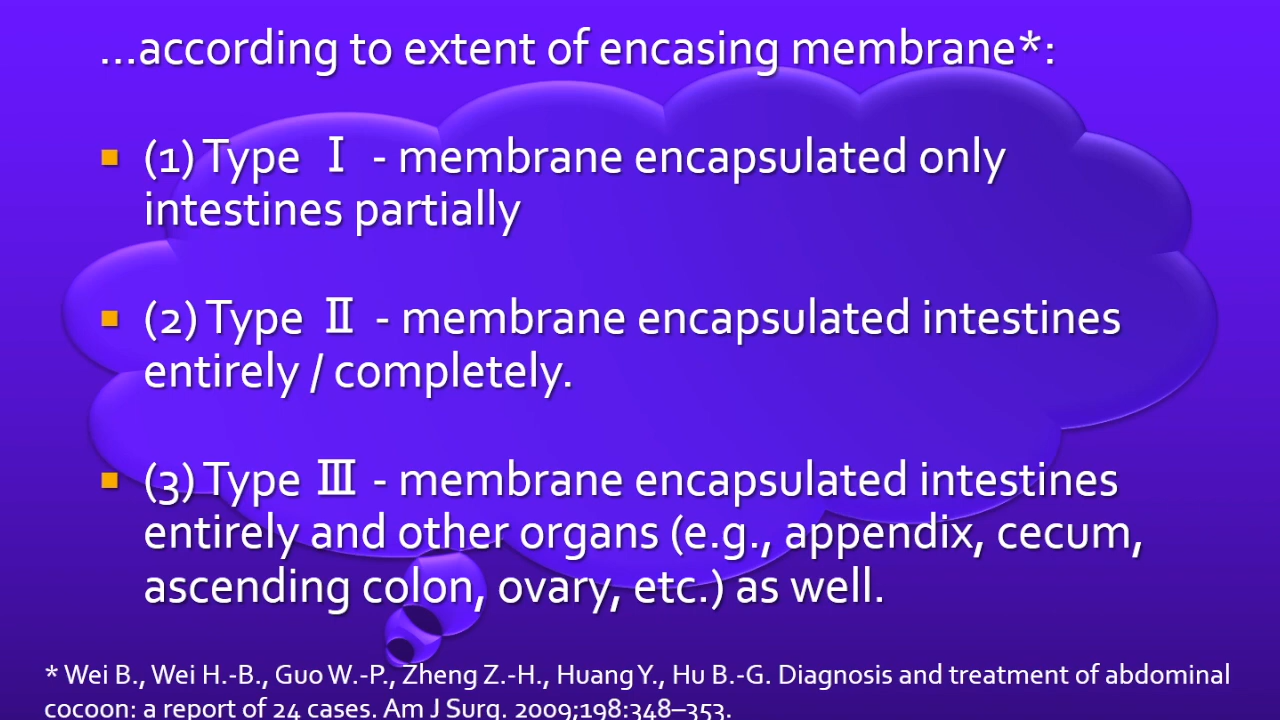 ...according to extent of encasing membrane*:
(1) Type Ⅰ - membrane encapsulated only
intestines partially
(2) Type Ⅱ - membrane encapsulated intestines
entirely / completely.
(3) Type Ⅲ - membrane encapsulated intestines
entirely and other organs (e.g., appendix, cecum,
ascending colon, ovary, etc.) as well.
* Wei B., Wei H.-B., Guo W.-P., Zheng Z.-H., Huang Y., Hu B.-G. Diagnosis and treatment of abdominal
cocoon: a report of 24 cases. Am J Surg. 2009;198:348–353.